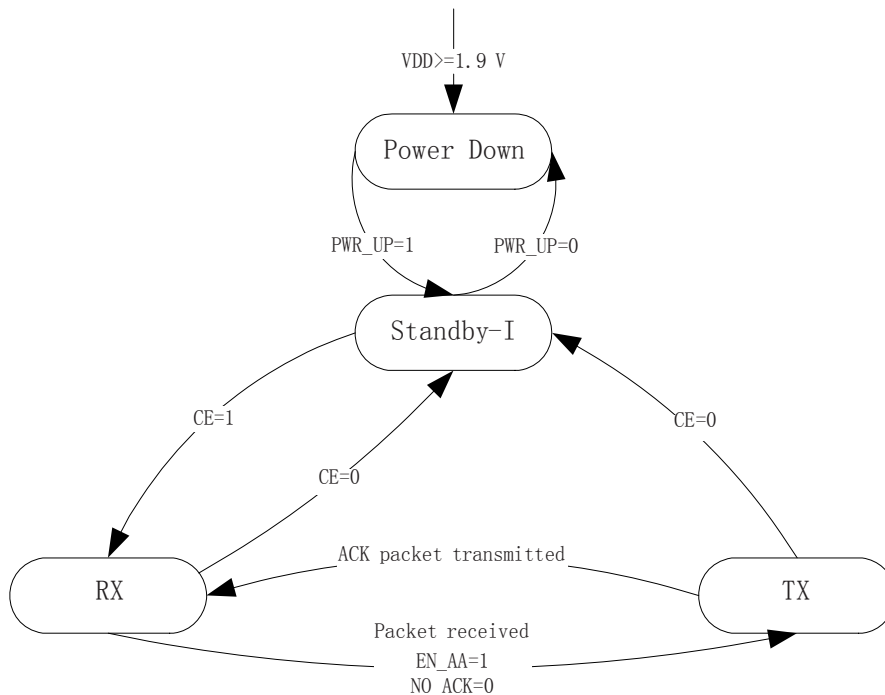 VDD>=1.9 V
Power Down
PWR_UP=1
PWR_UP=0
Standby-I
CE=1
CE=0
CE=0
ACK packet transmitted
RX
TX
Packet received
EN_AA=1
NO_ACK=0